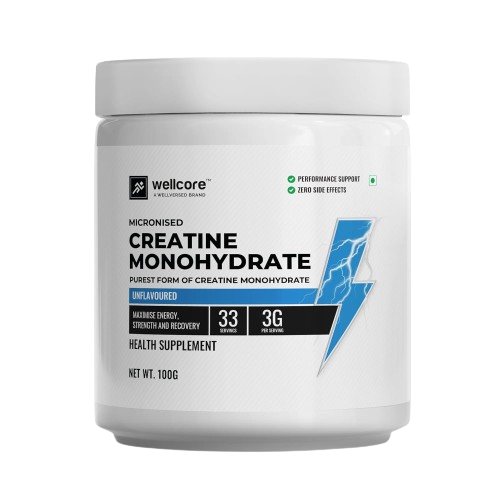 wellcore™
A WELLVERSED BRAND
PERFORMANCE SUPPORT
ZERO SIDE EFFECTS
MICRONISED
CREATINE
MONOHYDRATE
PUREST FORM OF CREATINE MONOHYDRATE
UNFLAVOURED
MAXIMISE ENERGY,
STRENGTH AND RECOVERY
33
SERVINGS
3G
PER SERVING
HEALTH SUPPLEMENT
NET WT. 100G